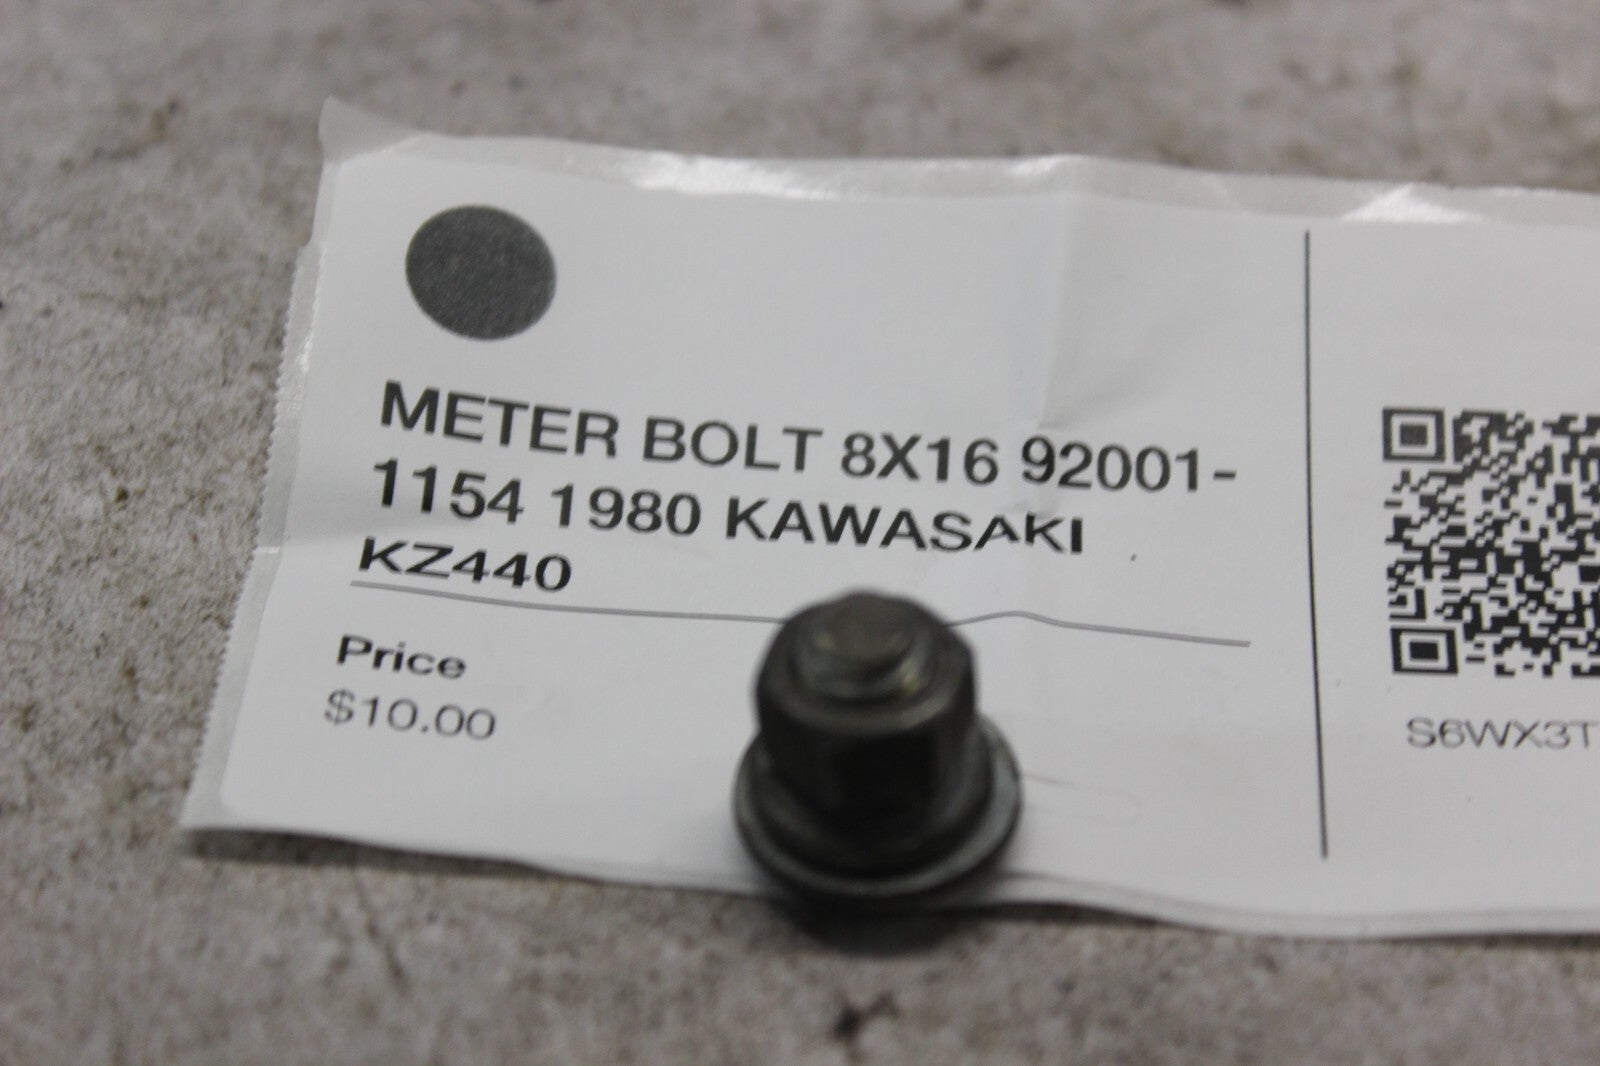 METER BOLT 8X16 92001-
1154 1980 KAWASAKI
KZ440
Price
$10.00
S6WX3T